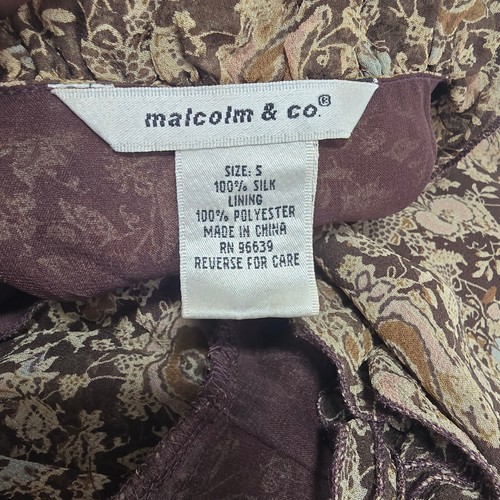 malcolm & co.®
SIZE: S
100% SILK
LINING
100% POLYESTER
MADE IN CHINA
RN 96639
REVERSE FOR CARE